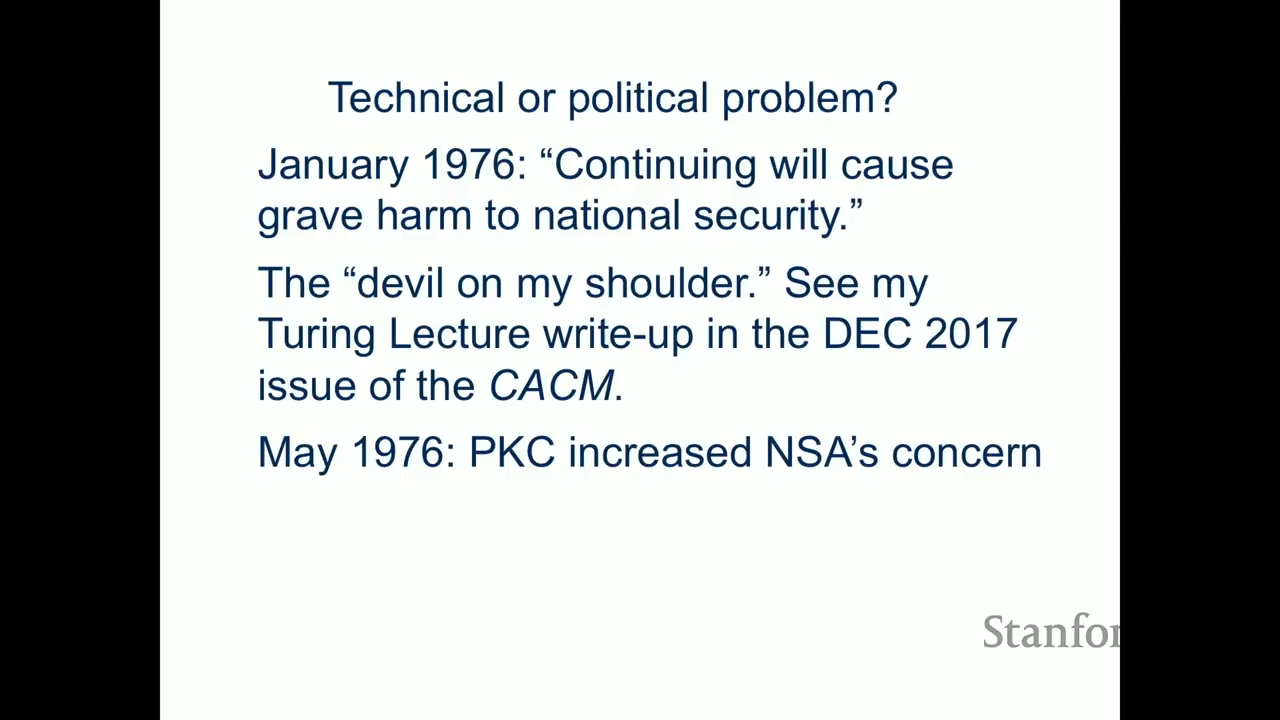 Technical or political problem?
January 1976: “Continuing will cause
grave harm to national security.”
The “devil on my shoulder.” See my
Turing Lecture write-up in the DEC 2017
issue of the CACM.
May 1976: PKC increased NSA’s concern
Stanfor